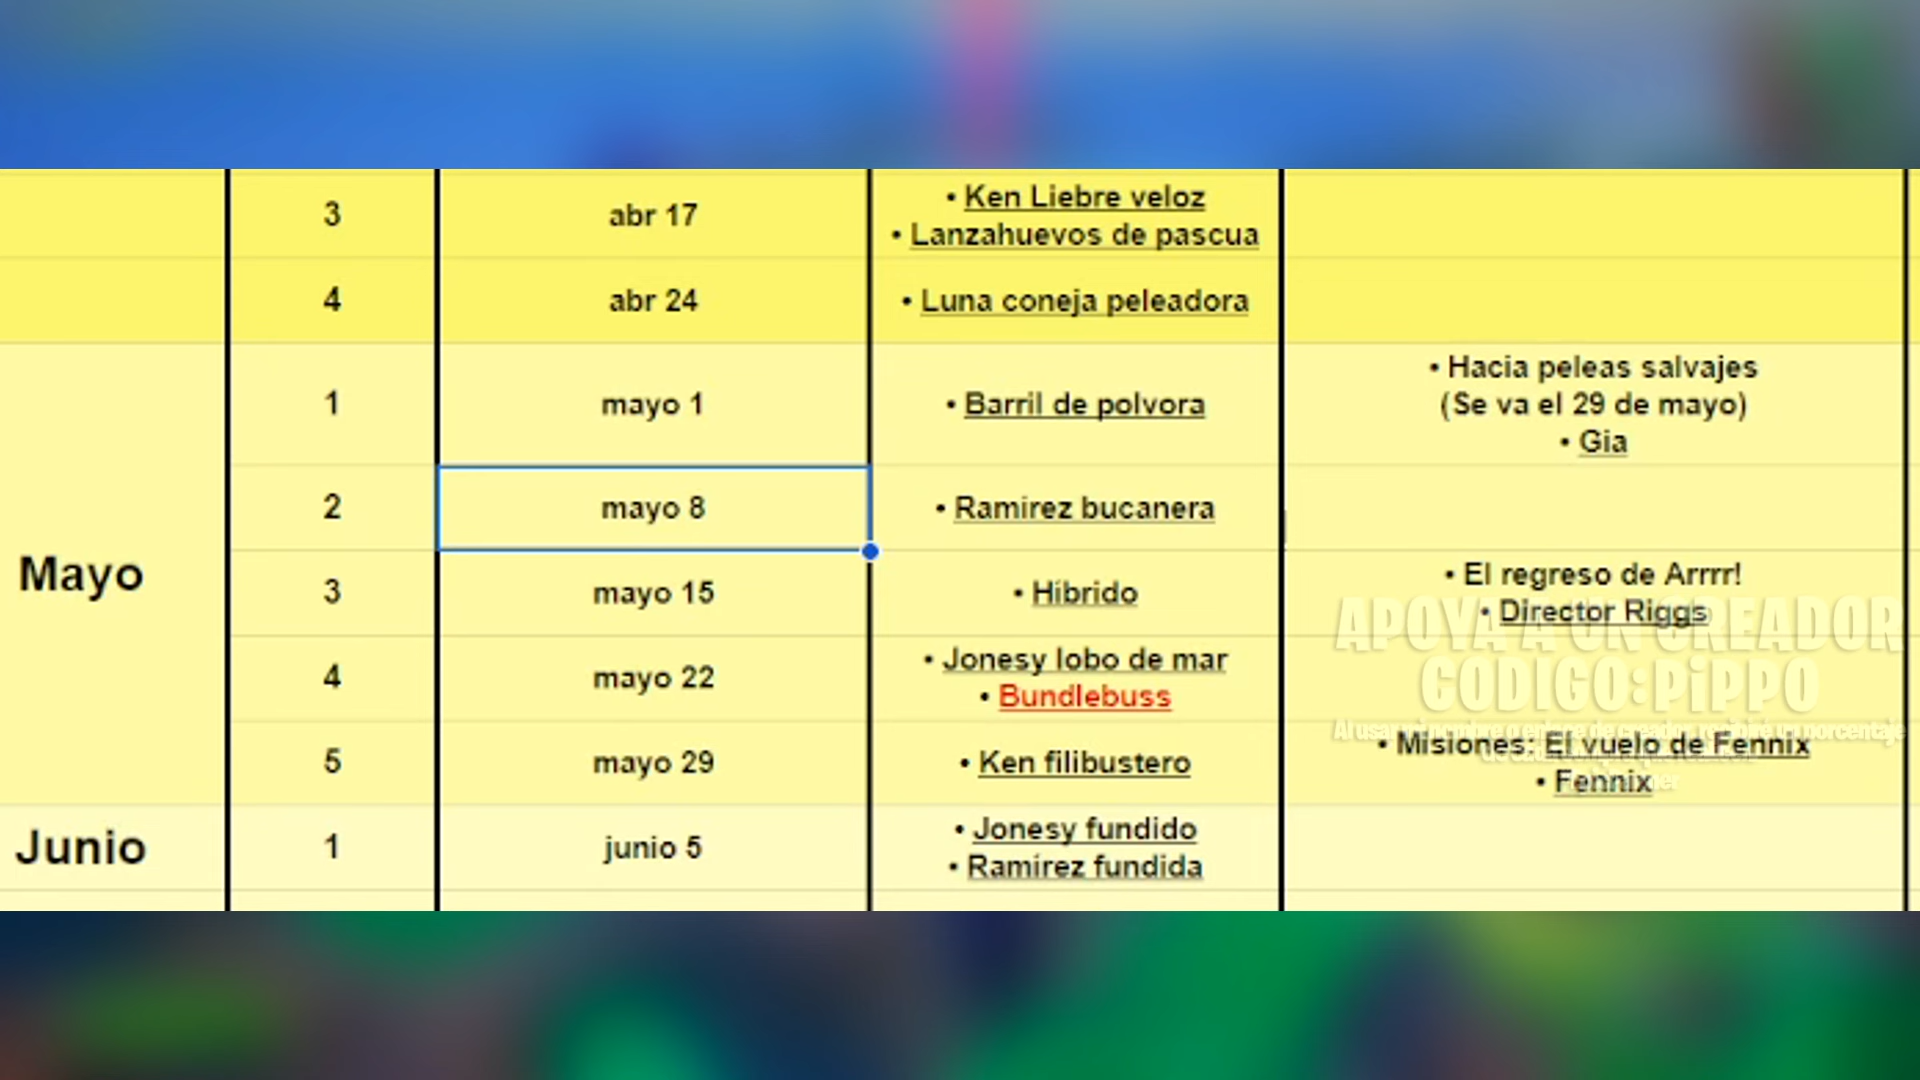 3
abr 17
• Ken Liebre veloz
• Lanzahuevos de pascua
4
abr 24
• Luna coneja peleadora
Mayo
1
mayo 1
• Barril de polvora
• Hacia peleas salvajes
(Se va el 29 de mayo)
• Gia
2
mayo 8
• Ramirez bucanera
3
mayo 15
• Híbrido
• El regreso de Arrrr!
• Director Riggs
4
mayo 22
• Jonesy lobo de mar
• Bundlebuss
5
mayo 29
• Ken filibustero
• Misiones: El vuelo de Fennix
• Fennix
Junio
1
junio 5
• Jonesy fundido
• Ramírez fundida
APOYA A UN CREADOR
CODIGO:PiPPO